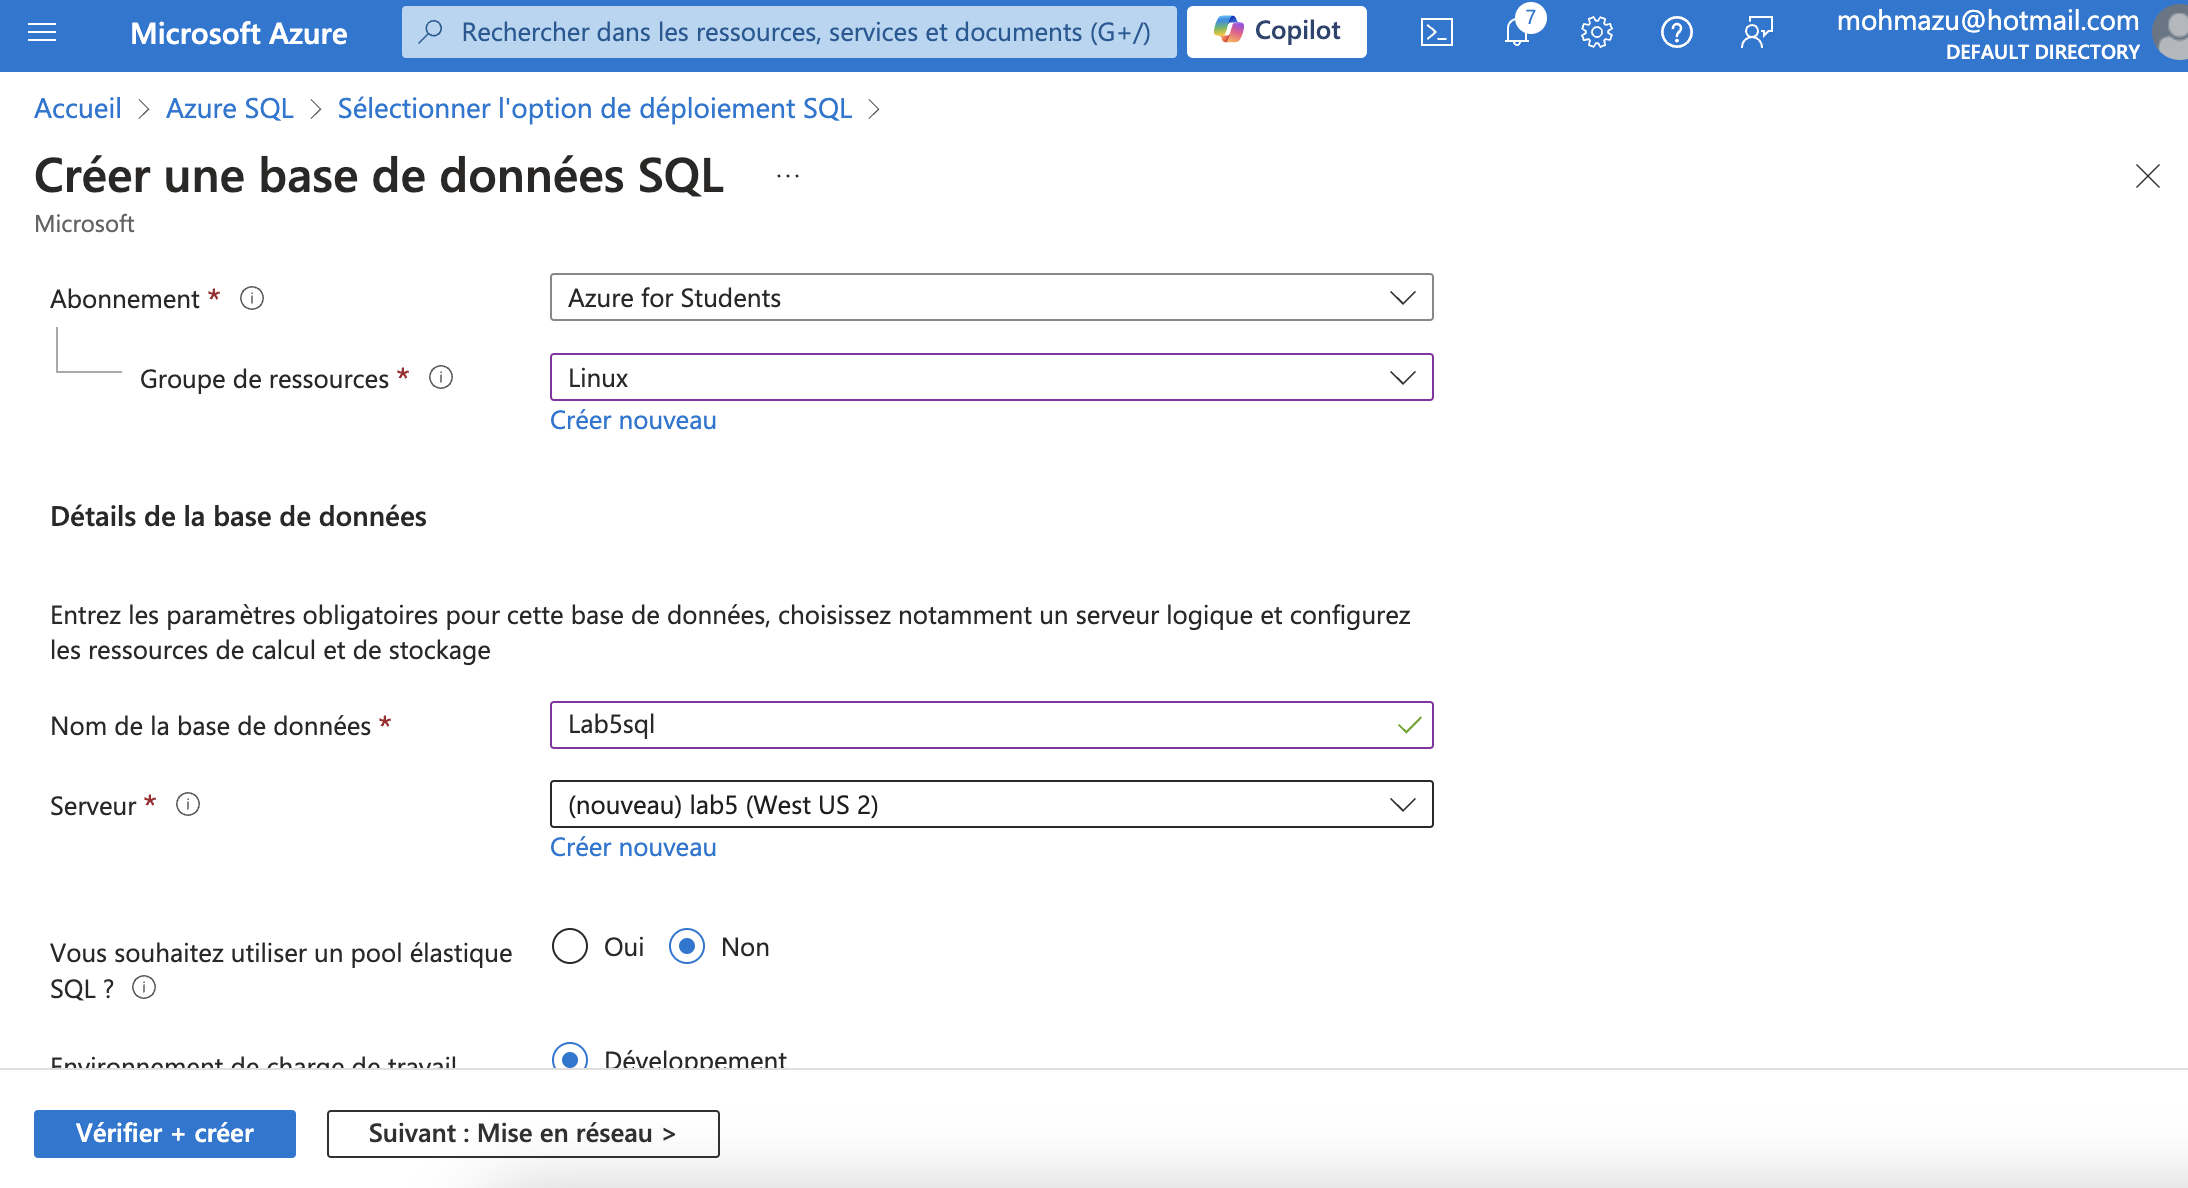 Microsoft Azure
Rechercher dans les ressources, services et documents (G+/)
Copilot
7
mohmazu@hotmail.com
DEFAULT DIRECTORY
Accueil > Azure SQL > Sélectionner l'option de déploiement SQL >
Créer une base de données SQL ...
Microsoft
Abonnement *
Azure for Students
Groupe de ressources *
Linux
Créer nouveau
Détails de la base de données
Entrez les paramètres obligatoires pour cette base de données, choisissez notamment un serveur logique et configurez
les ressources de calcul et de stockage
Nom de la base de données *
Lab5sql
Serveur *
(nouveau) lab5 (West US 2)
Créer nouveau
Vous souhaitez utiliser un pool élastique
SQL ?
Oui
Non
Environnement de charge de travail
Développement
Vérifier + créer
Suivant : Mise en réseau >